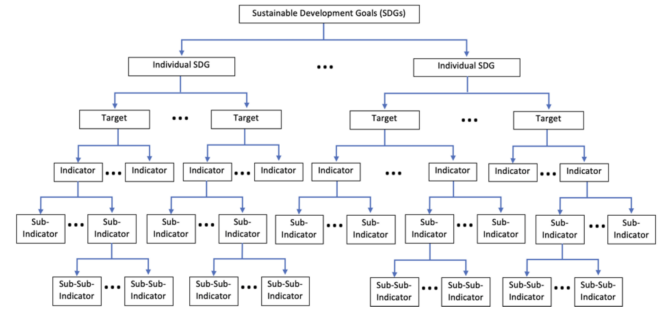 Sustainable Development Goals (SDGs)
Individual SDG ••• Individual SDG
Target ••• Target Target ••• Target
Indicator ••• Indicator Indicator ••• Indicator Indicator ••• Indicator Indicator ••• Indicator
Sub- ••• Sub- Sub- ••• Sub- Sub- ••• Sub- Sub- ••• Sub- Sub- ••• Sub-
Indicator Indicator Indicator Indicator Indicator Indicator Indicator Indicator Indicator Indicator
Sub-Sub- ••• Sub-Sub- Sub-Sub- ••• Sub-Sub- Sub-Sub- ••• Sub-Sub- Sub-Sub- ••• Sub-Sub-
Indicator Indicator Indicator Indicator Indicator Indicator Indicator Indicator